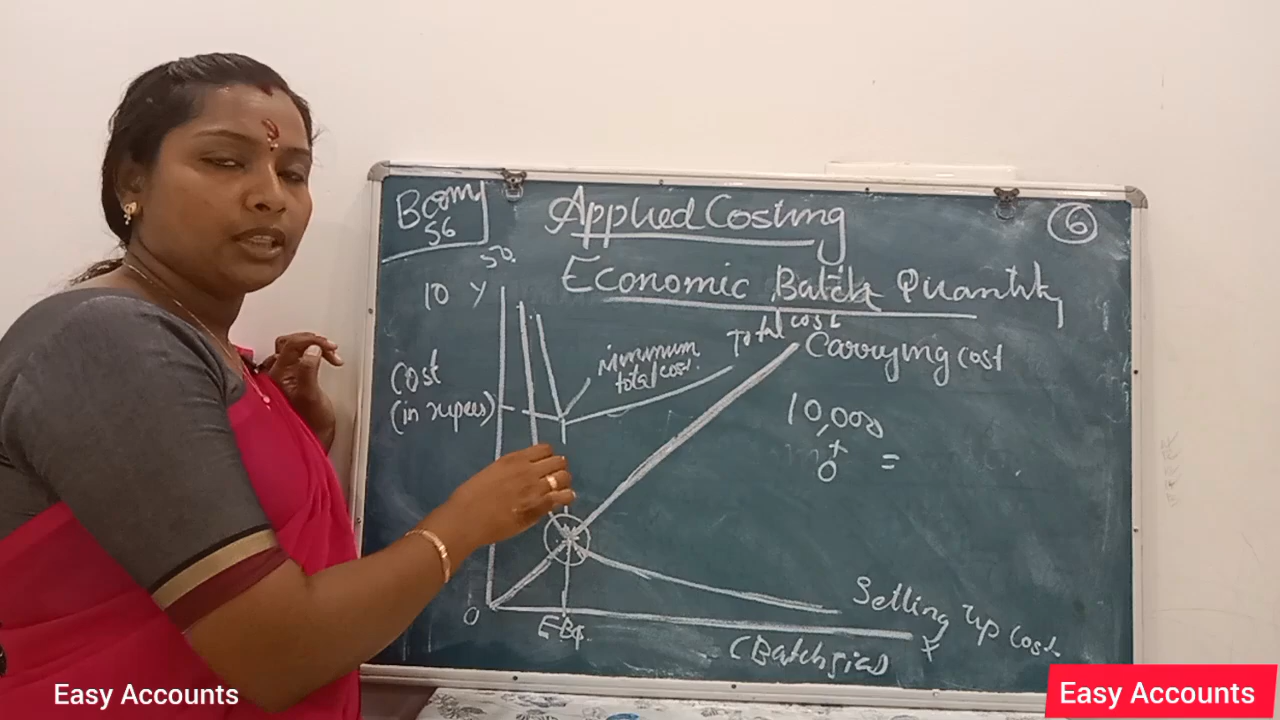 BCom
S6
Applied Costing
6
Economic Batch Quantity
50.
10 Y
Total cost
Minimum
total cost.
Carrying cost
Cost
(in rupees)
10,000
+
0 =
Setting up cost.
0
EBQ.
(Batch size)
X
Easy Accounts
Easy Accounts